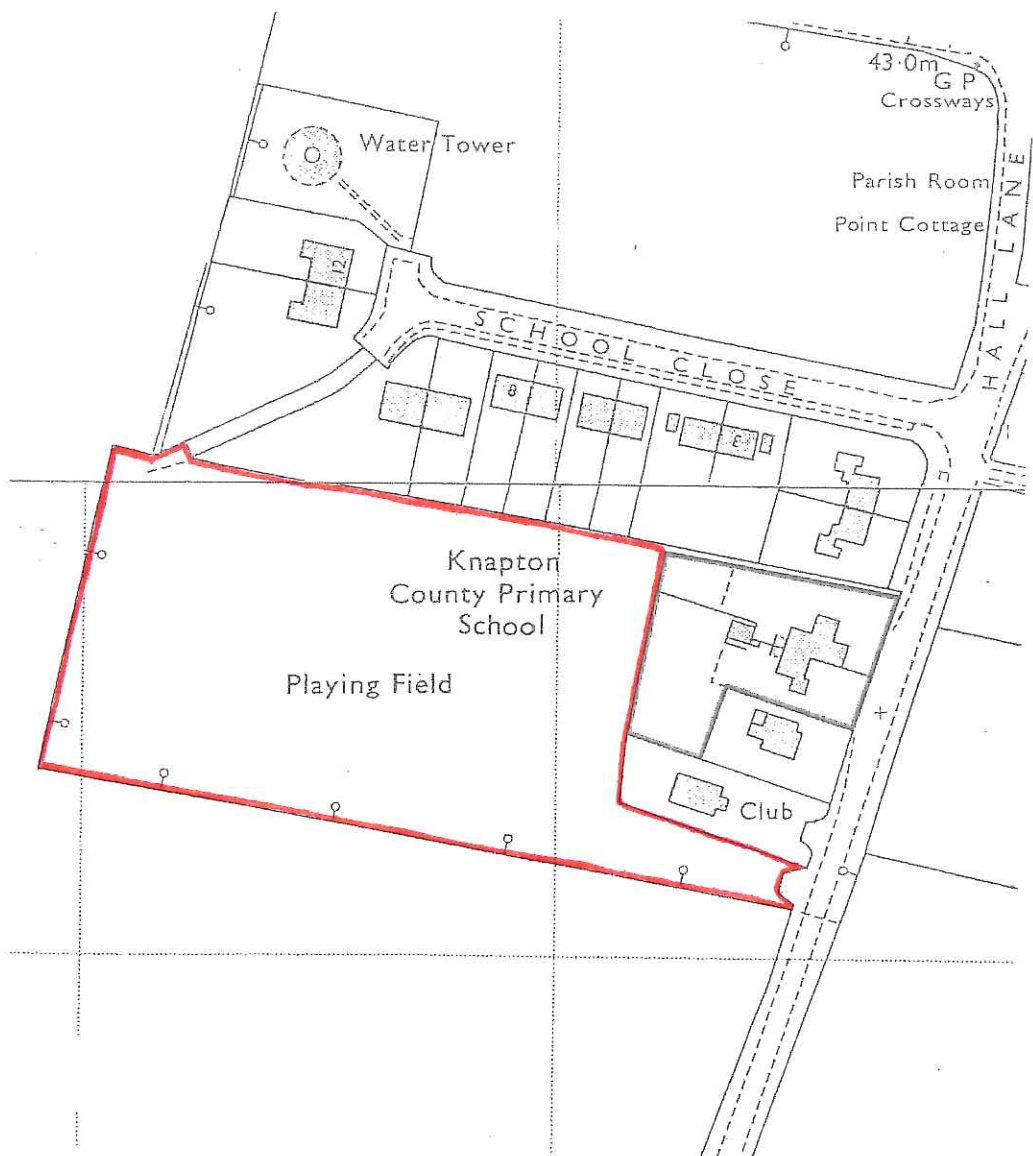 43·0m
G P
Crossways
Water Tower
Parish Room
Point Cottage
HALL LANE
12
SCHOOL CLOSE
8
3
Knapton
County Primary
School
Playing Field
Club